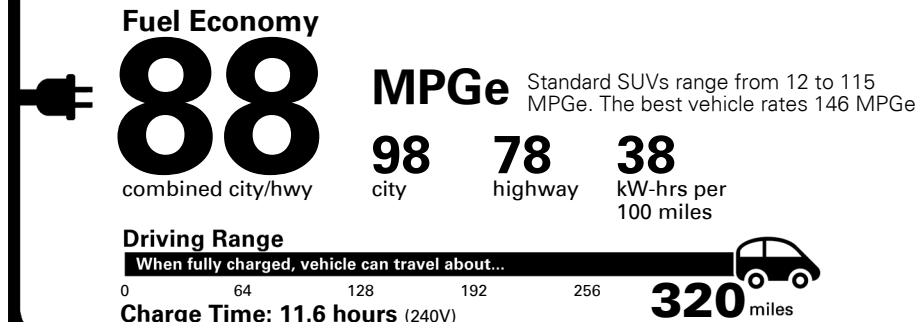 Fuel Economy
88
MPGe
Standard SUVs range from 12 to 115
MPGe. The best vehicle rates 146 MPGe
98 78 38
combined city/hwy city highway kW-hrs per
100 miles
Driving Range
When fully charged, vehicle can travel about...
0 64 128 192 256 320 miles
Charge Time: 11.6 hours (240V)